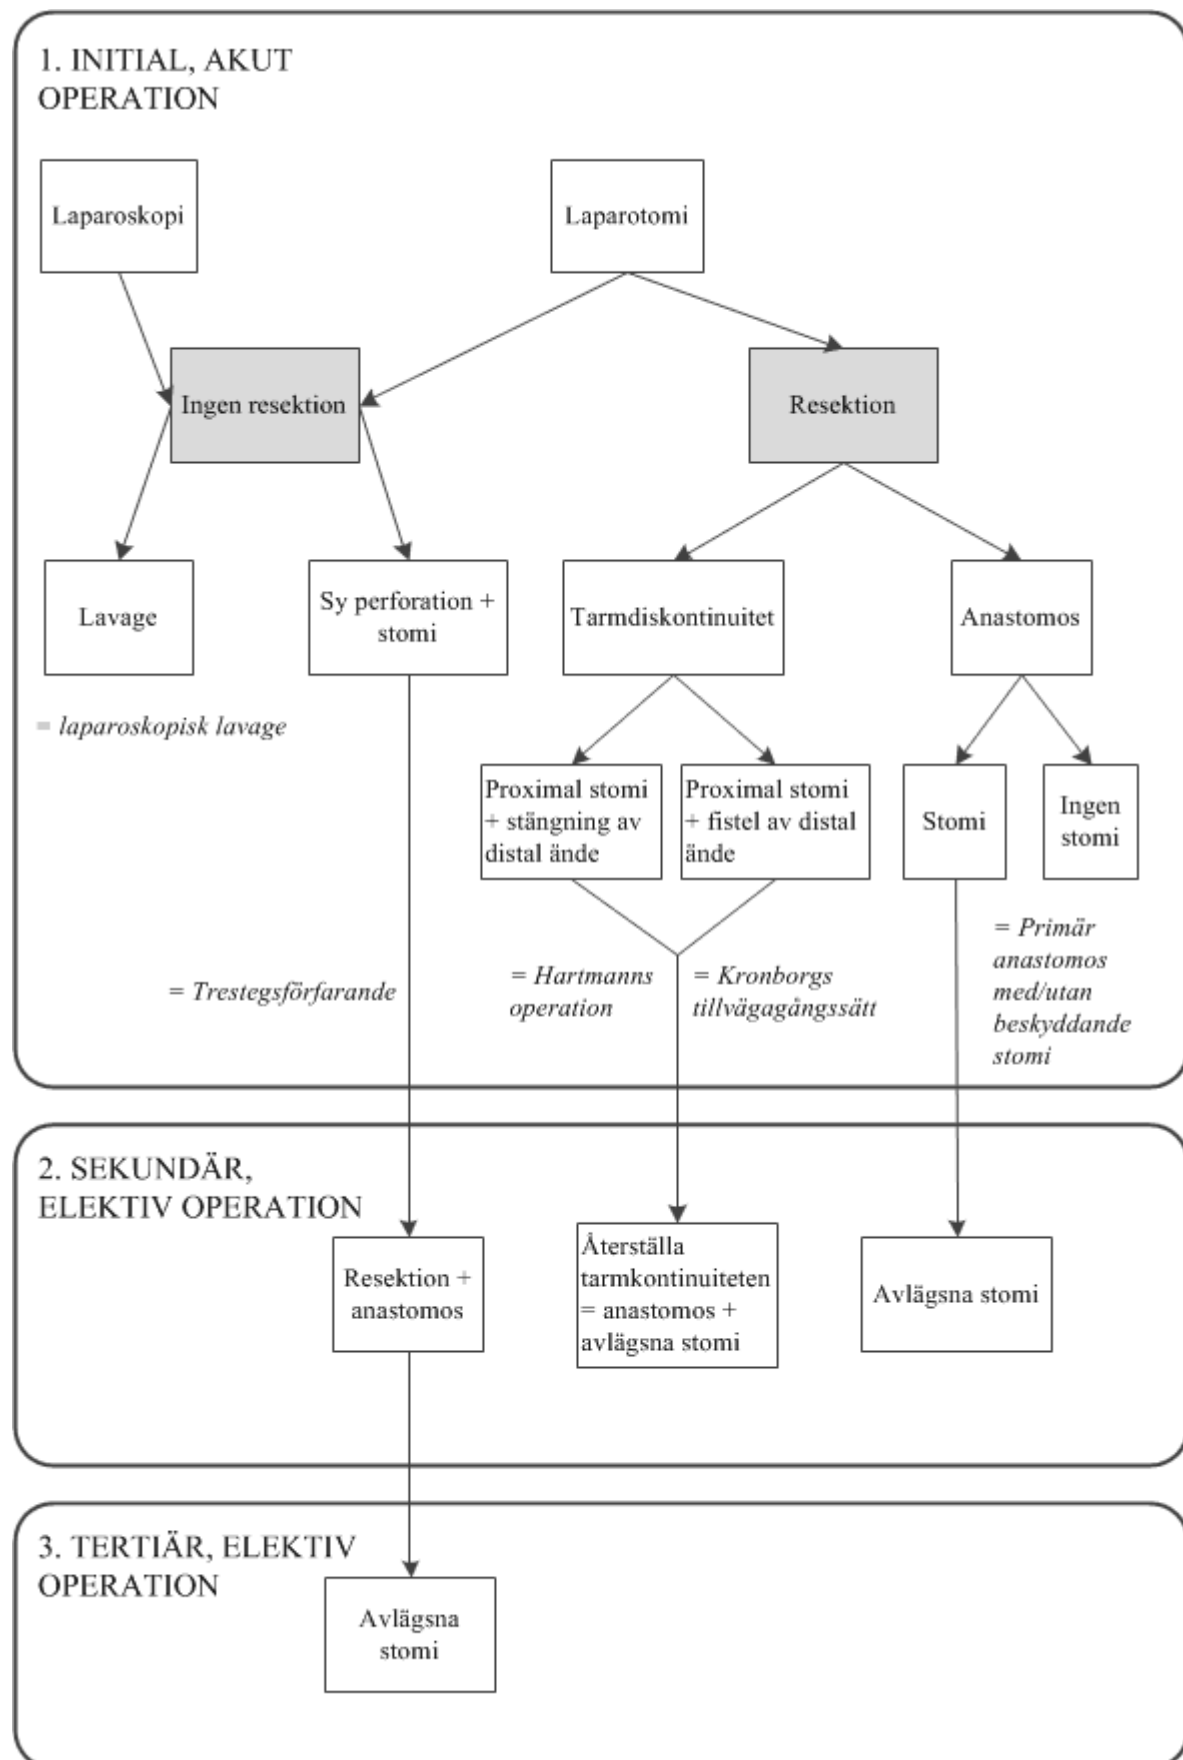 1. INITIAL, AKUT
OPERATION
Laparoskopi
Laparotomi
Ingen resektion
Resektion
Lavage
Sy perforation +
stomi
Tarmdiskontinuitet
Anastomos
= laparoskopisk lavage
Proximal stomi
+ stängning av
distal ände
Proximal stomi
+ fistel av distal
ände
Stomi
Ingen
stomi
= Trestegsförfarande
= Hartmanns
operation
= Kronborgs
tillvägagångssätt
= Primär
anastomos
med/utan
beskyddande
stomi
2. SEKUNDÄR,
ELEKTIV OPERATION
Resektion +
anastomos
Återställa
tarmkontinuiteten
= anastomos +
avlägsna stomi
Avlägsna stomi
3. TERTIÄR, ELEKTIV
OPERATION
Avlägsna
stomi